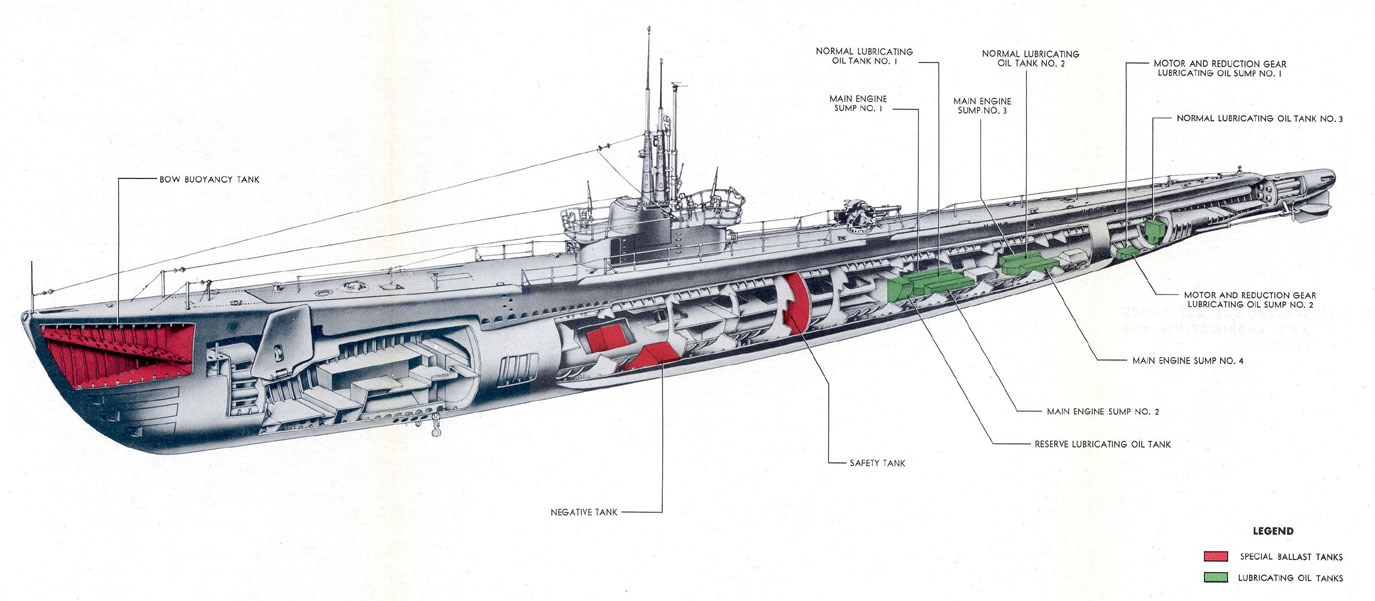 NORMAL LUBRICATING
OIL TANK NO. 1
NORMAL LUBRICATING
OIL TANK NO. 2
MOTOR AND REDUCTION GEAR
LUBRICATING OIL SUMP NO. 1
MAIN ENGINE
SUMP NO. 1
MAIN ENGINE
SUMP NO. 3
NORMAL LUBRICATING OIL TANK NO. 3
BOW BUOYANCY TANK
MOTOR AND REDUCTION GEAR
LUBRICATING OIL SUMP NO. 2
MAIN ENGINE SUMP NO. 4
MAIN ENGINE SUMP NO. 2
RESERVE LUBRICATING OIL TANK
SAFETY TANK
NEGATIVE TANK
LEGEND
SPECIAL BALLAST TANKS
LUBRICATING OIL TANKS